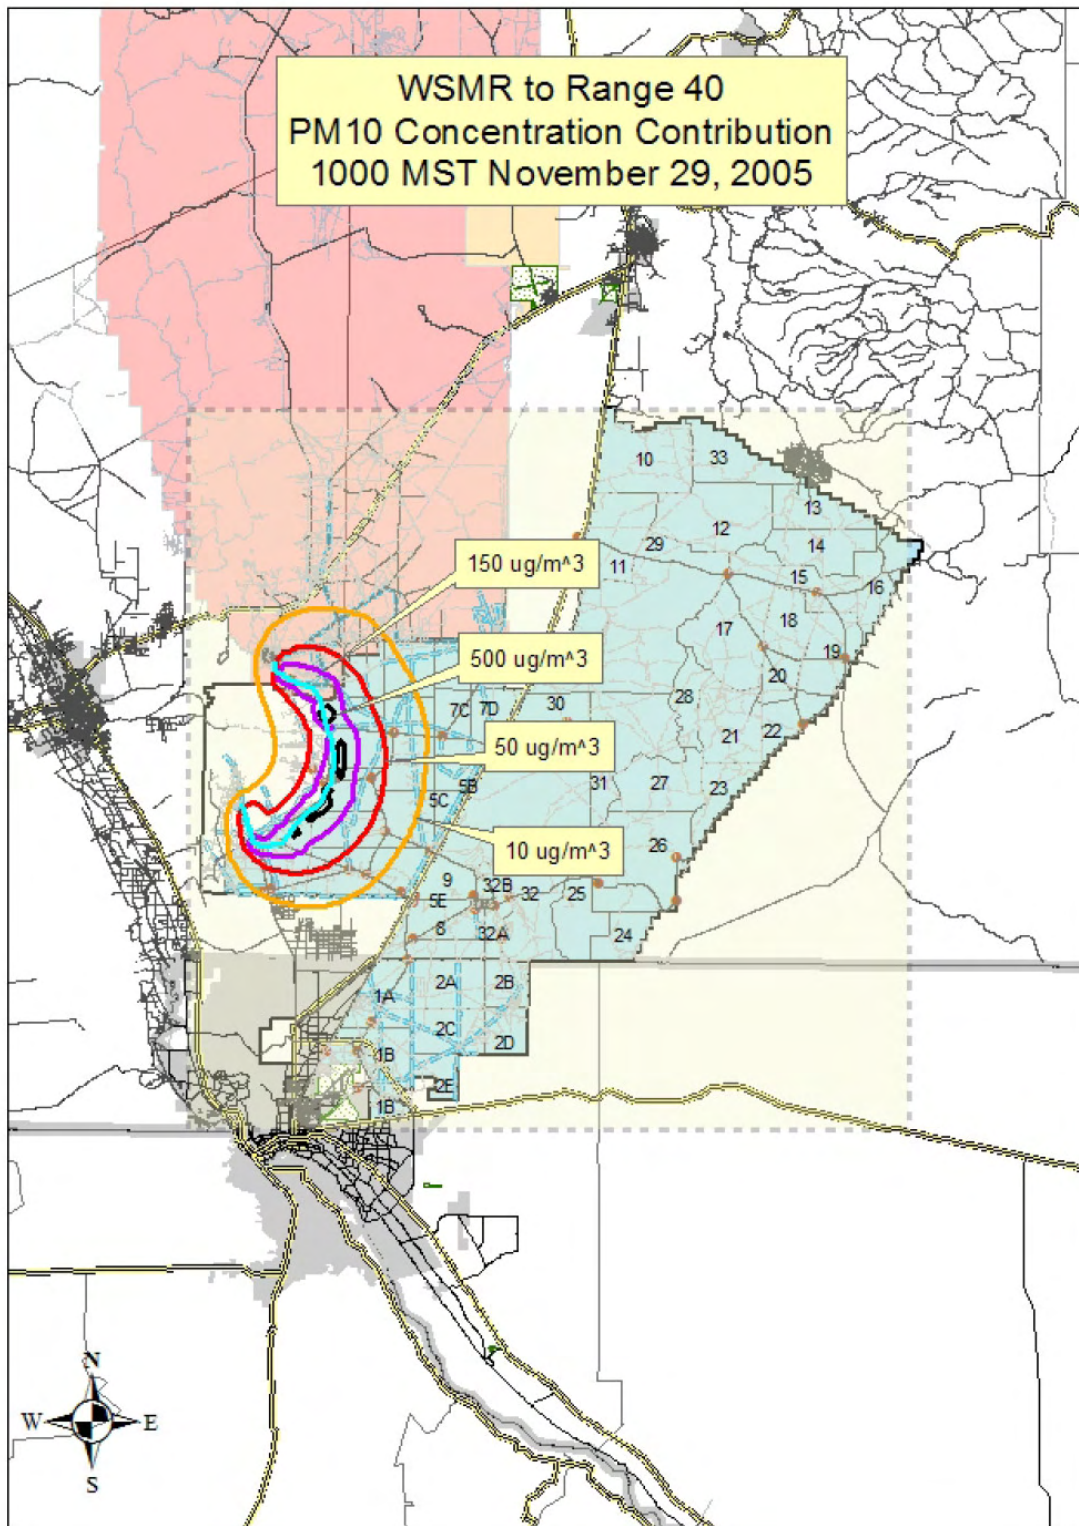 WSMR to Range 40
PM10 Concentration Contribution
1000 MST November 29, 2005
10
33
13
12
29
14
11
15
16
150 ug/m^3
18
17
19
500 ug/m^3
20
28
7C
7D
30
22
21
50 ug/m^3
5B
31
27
23
5C
10 ug/m^3
26
9
32B
32
25
5E
8
32A
24
2A
2B
1A
2C
2D
1B
2E
1B
N
W
E
S